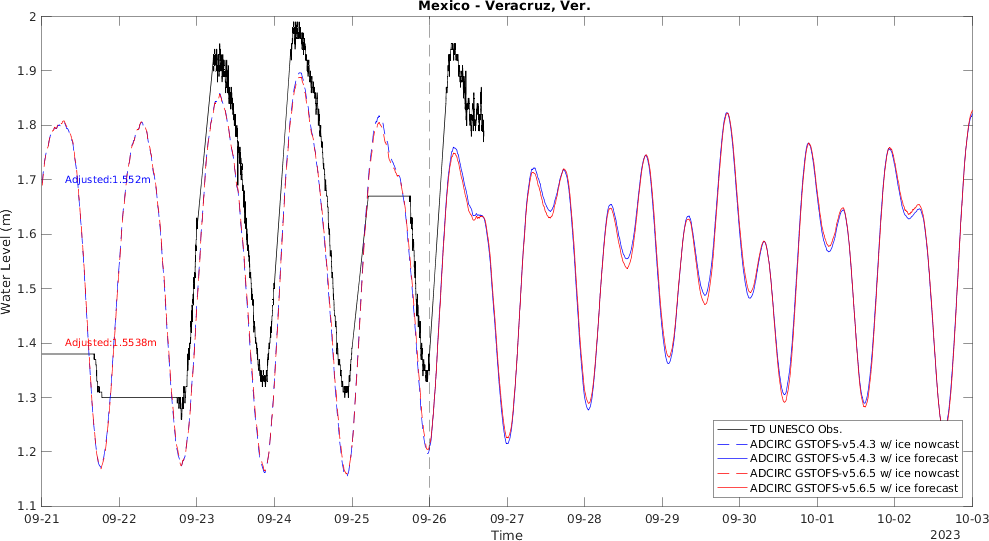 Mexico - Veracruz, Ver.
Water Level (m)
2
1.9
1.8
1.7
1.6
1.5
1.4
1.3
1.2
1.1
Adjusted:1.552m
Adjusted:1.5538m
TD UNESCO Obs.
ADCIRC GSTOFS-v5.4.3 w/ ice nowcast
ADCIRC GSTOFS-v5.4.3 w/ ice forecast
ADCIRC GSTOFS-v5.6.5 w/ ice nowcast
ADCIRC GSTOFS-v5.6.5 w/ ice forecast
09-21 09-22 09-23 09-24 09-25 09-26 09-27 09-28 09-29 09-30 10-01 10-02 10-03
Time
2023